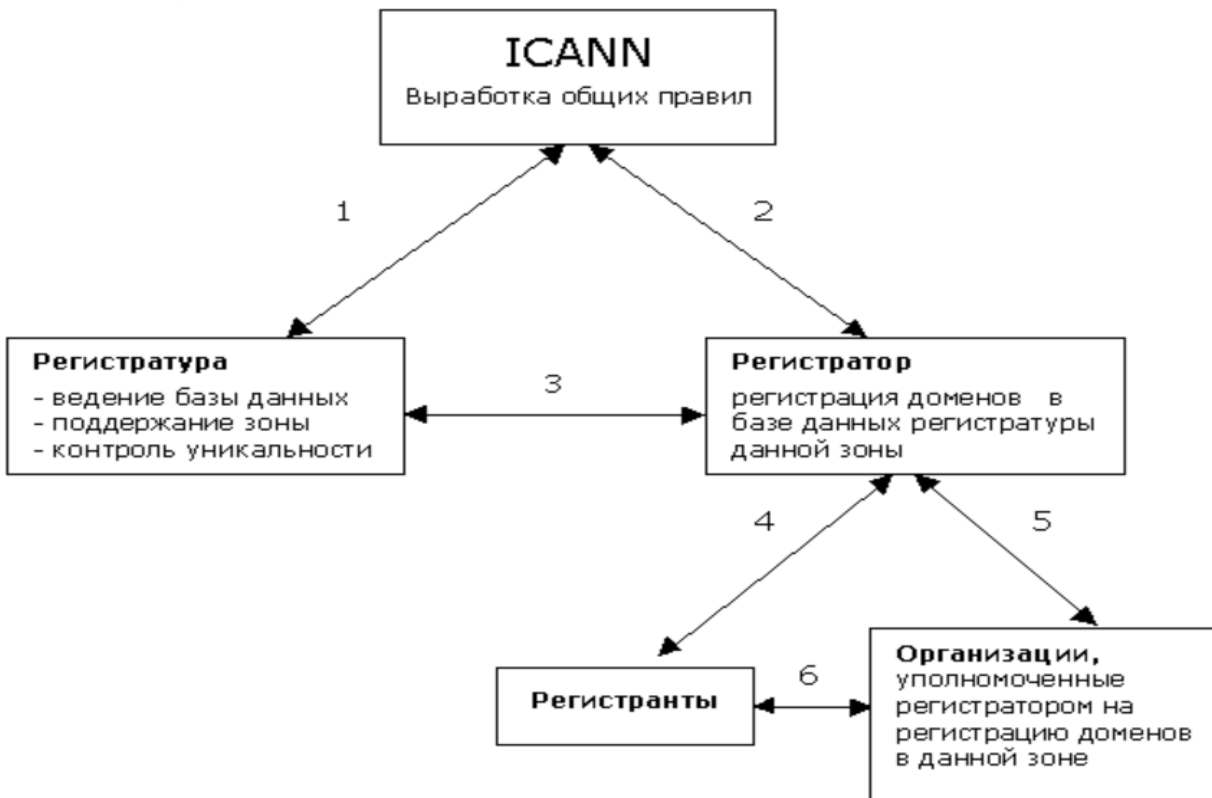 ICANN
Выработка общих правил
1
2
Регистратура
- ведение базы данных
- поддержание зоны
- контроль уникальности
3
Регистратор
регистрация доменов в
базе данных регистратуры
данной зоны
4
5
Регистранты
6
Организации,
уполномоченные
регистратором на
регистрацию доменов
в данной зоне